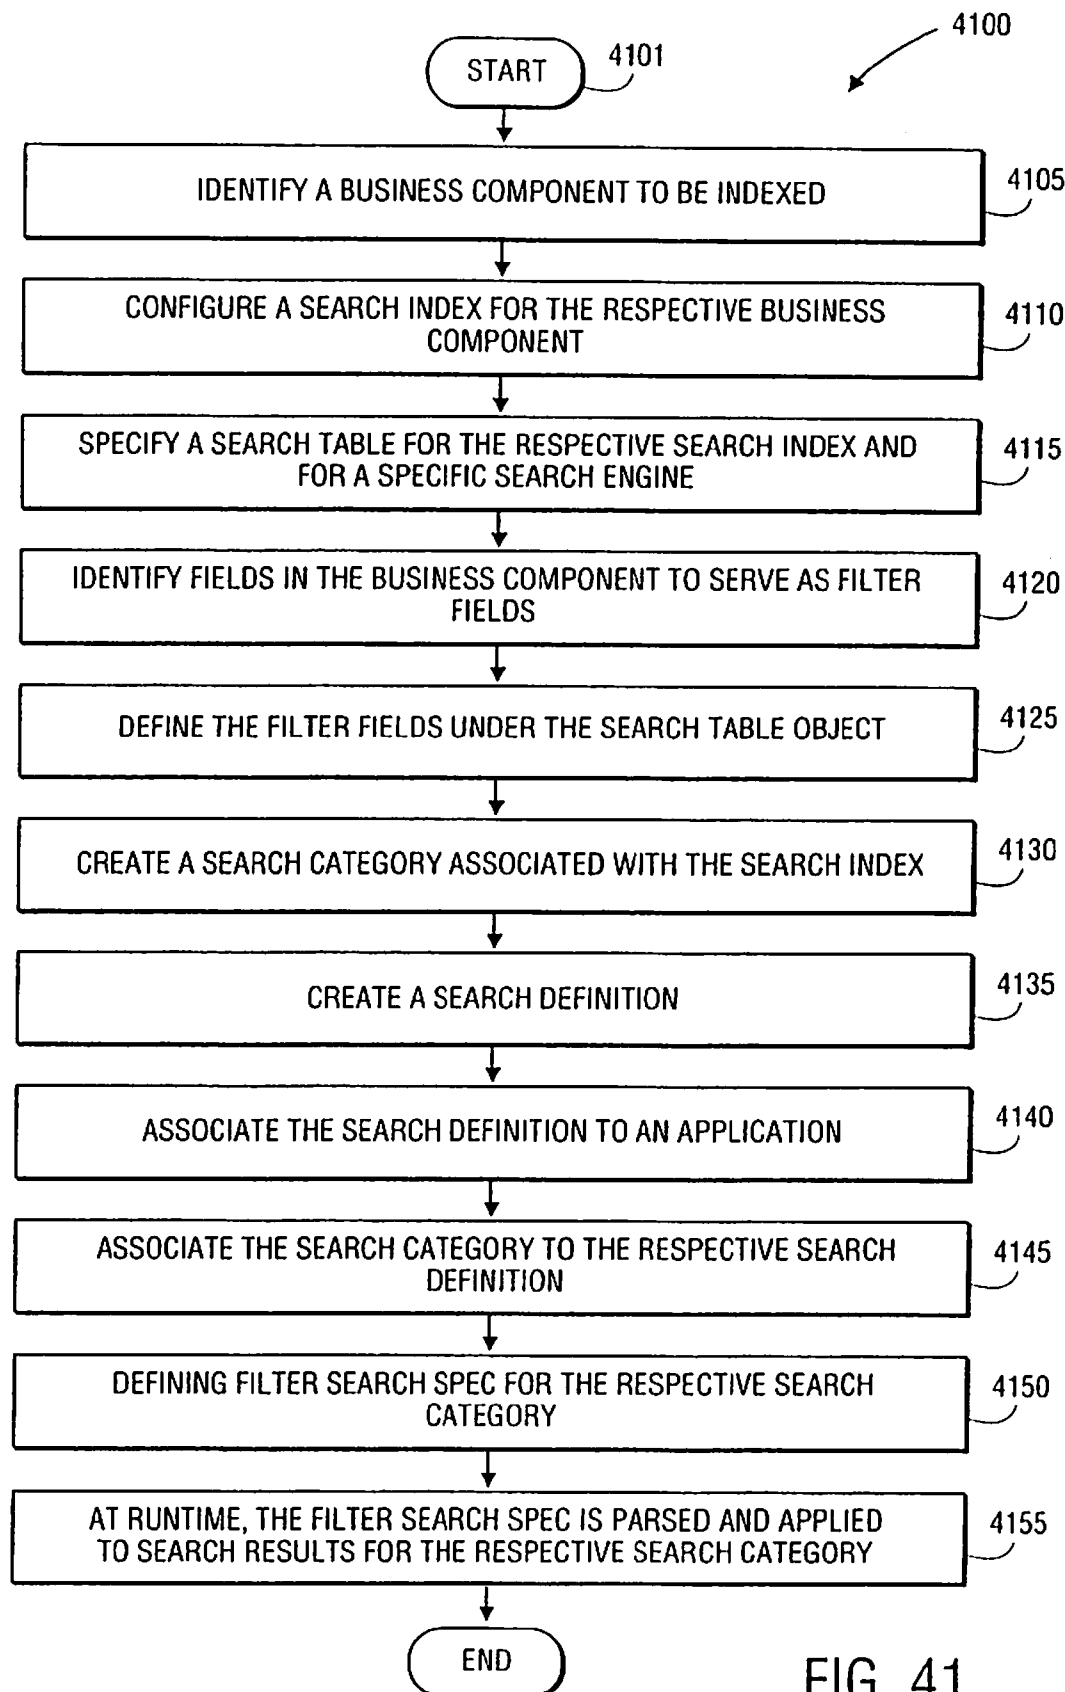 4100
START
4101
IDENTIFY A BUSINESS COMPONENT TO BE INDEXED
4105
CONFIGURE A SEARCH INDEX FOR THE RESPECTIVE BUSINESS
COMPONENT
4110
SPECIFY A SEARCH TABLE FOR THE RESPECTIVE SEARCH INDEX AND
FOR A SPECIFIC SEARCH ENGINE
4115
IDENTIFY FIELDS IN THE BUSINESS COMPONENT TO SERVE AS FILTER
FIELDS
4120
DEFINE THE FILTER FIELDS UNDER THE SEARCH TABLE OBJECT
4125
CREATE A SEARCH CATEGORY ASSOCIATED WITH THE SEARCH INDEX
4130
CREATE A SEARCH DEFINITION
4135
ASSOCIATE THE SEARCH DEFINITION TO AN APPLICATION
4140
ASSOCIATE THE SEARCH CATEGORY TO THE RESPECTIVE SEARCH
DEFINITION
4145
DEFINING FILTER SEARCH SPEC FOR THE RESPECTIVE SEARCH
CATEGORY
4150
AT RUNTIME, THE FILTER SEARCH SPEC IS PARSED AND APPLIED
TO SEARCH RESULTS FOR THE RESPECTIVE SEARCH CATEGORY
4155
END
FIG. 41